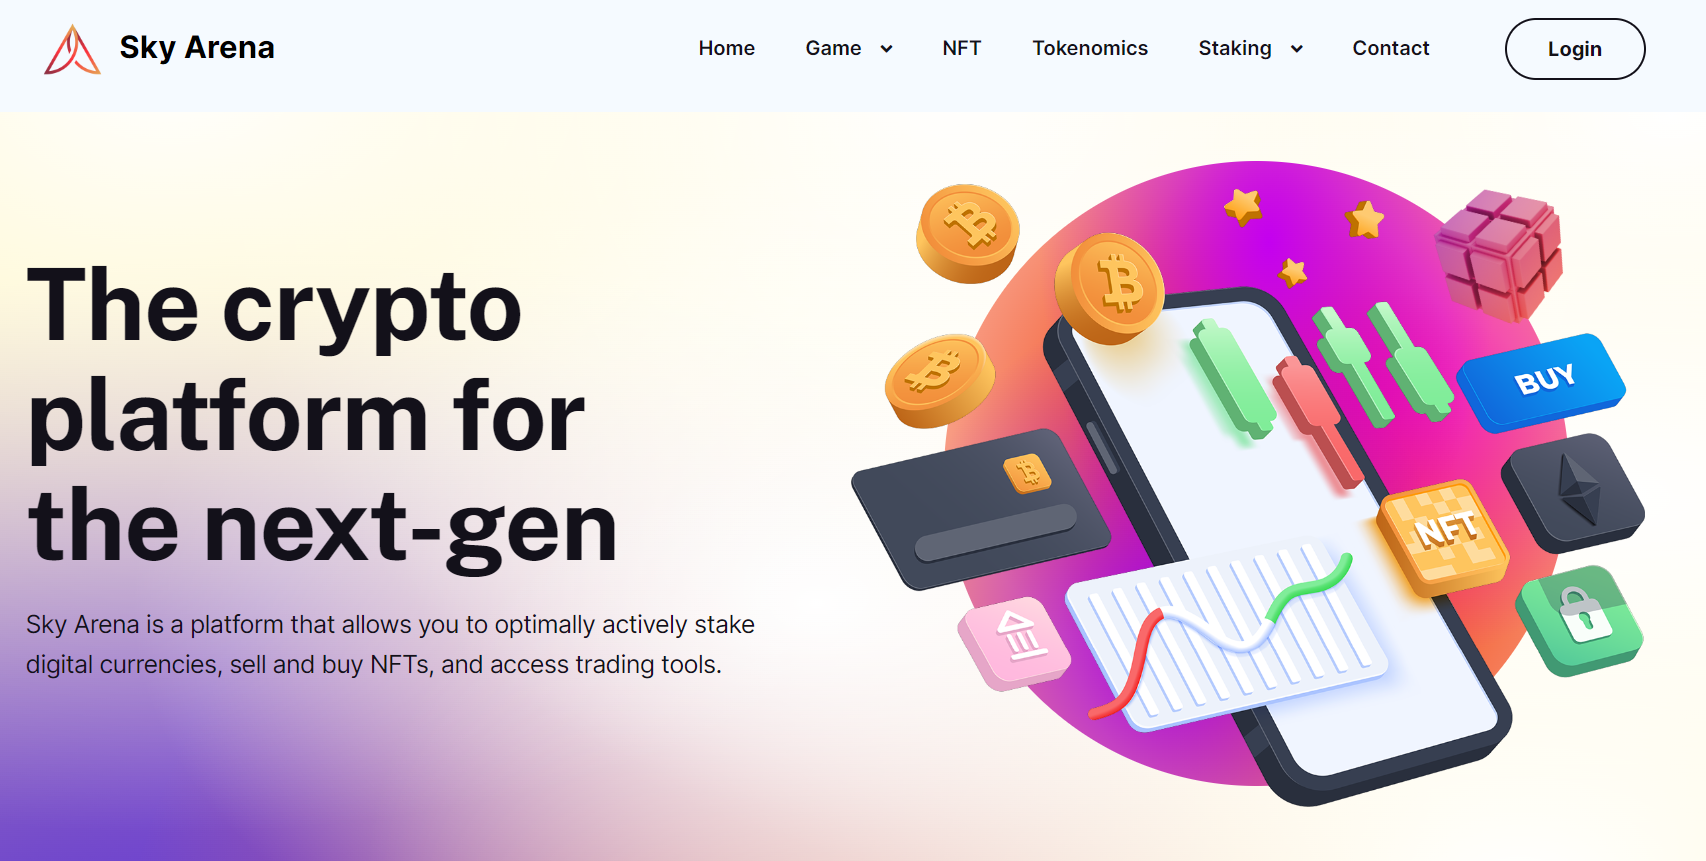 Sky Arena
Home Game NFT Tokenomics Staking Contact Login
The crypto
platform for
the next-gen
Sky Arena is a platform that allows you to optimally actively stake
digital currencies, sell and buy NFTs, and access trading tools.
BUY
NFT